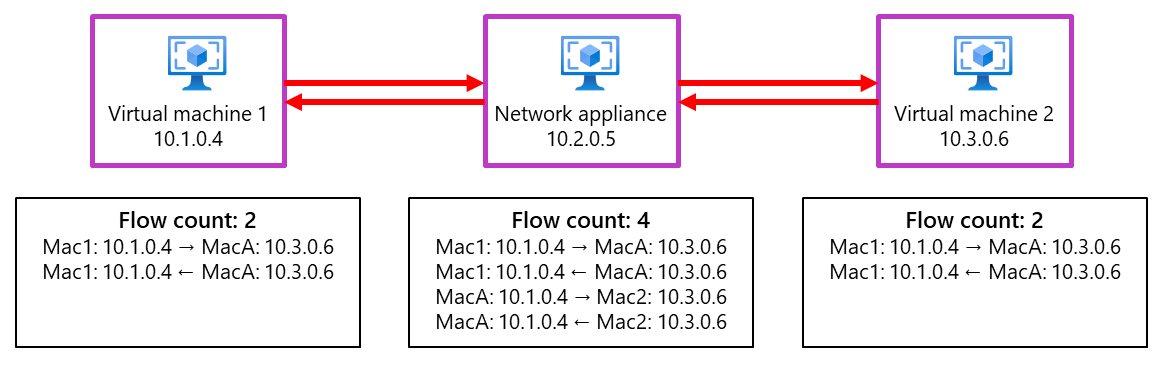 Virtual machine 1
10.1.0.4
Network appliance
10.2.0.5
Virtual machine 2
10.3.0.6
Flow count: 2
Mac1: 10.1.0.4 → MacA: 10.3.0.6
Mac1: 10.1.0.4 ← MacA: 10.3.0.6
Flow count: 4
Mac1: 10.1.0.4 → MacA: 10.3.0.6
Mac1: 10.1.0.4 ← MacA: 10.3.0.6
MacA: 10.1.0.4 → Mac2: 10.3.0.6
MacA: 10.1.0.4 ← Mac2: 10.3.0.6
Flow count: 2
Mac1: 10.1.0.4 → MacA: 10.3.0.6
Mac1: 10.1.0.4 ← MacA: 10.3.0.6